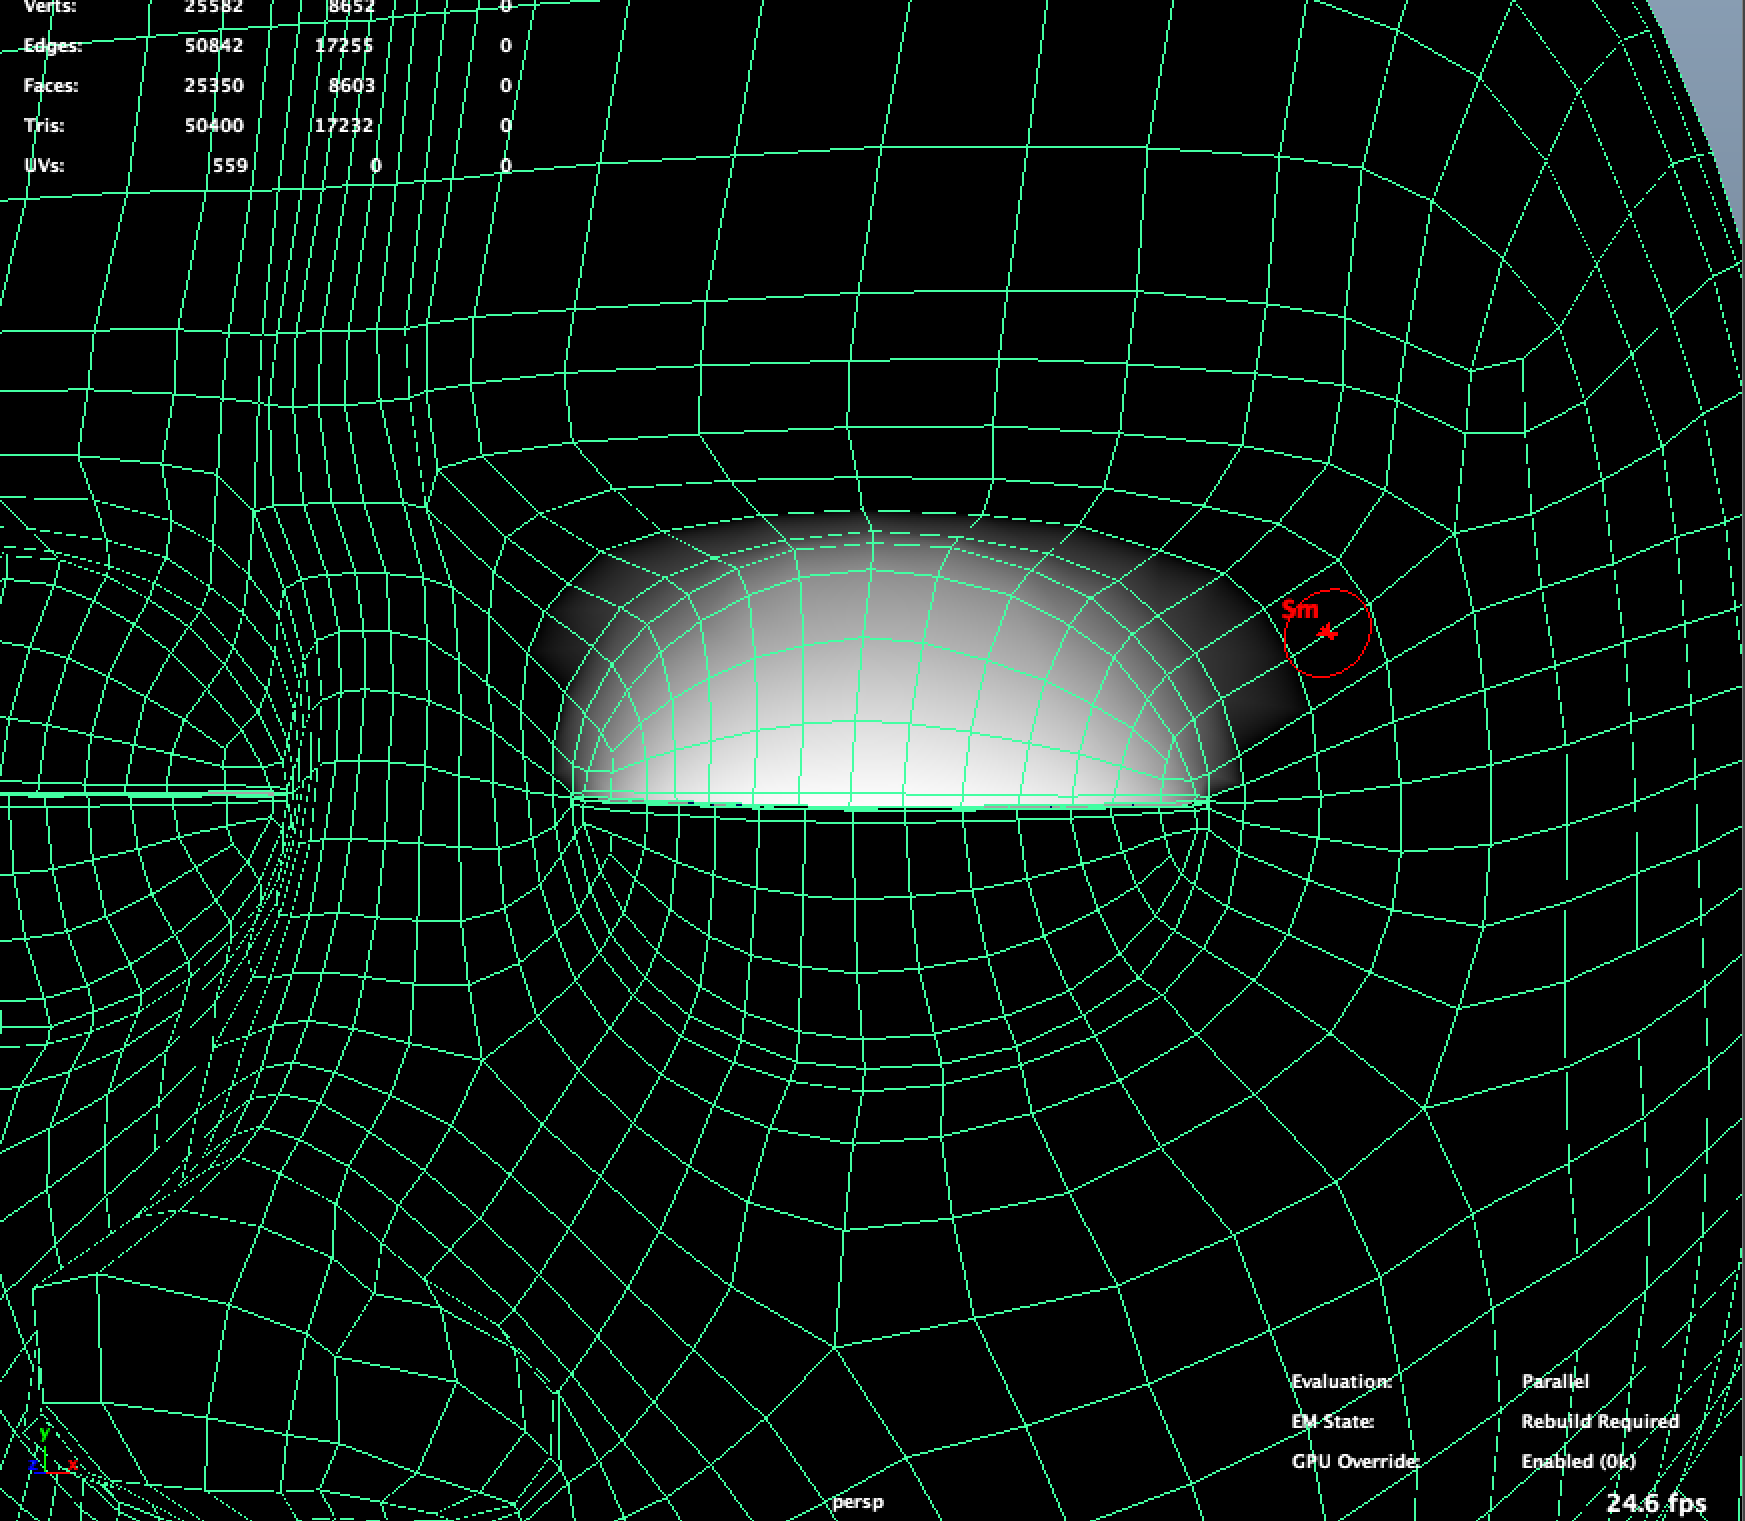 Verts: 25582 8652 0
Edges: 50842 17255 0
Faces: 25350 8603 0
Tris: 50400 17232 0
UVs: 559 0 0
Sm
Evaluation: Parallel
EM State: Rebuild Required
GPU Override: Enabled (0k)
y
z x
persp
24.6 fps